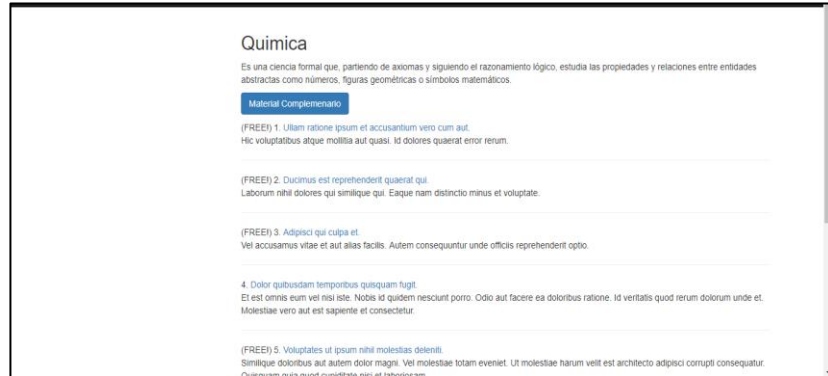 Quimica
Es una ciencia formal que, partiendo de axiomas y siguiendo el razonamiento lógico, estudia las propiedades y relaciones entre entidades
abstractas como números, figuras geométricas o símbolos matemáticos.
Material Complemenario
(FREE!) 1. Ullam ratione ipsum et accusantium vero cum aut.
Hic voluptatibus atque mollitia aut quasi. Id dolores quaerat error rerum.
(FREE!) 2. Ducimus est reprehenderit quaerat qui.
Laborum nihil dolores qui similique qui. Eaque nam distinctio minus et voluptate.
(FREE!) 3. Adipisci qui culpa et.
Vel accusamus vitae et aut alias facilis. Autem consequuntur unde officiis reprehenderit optio.
4. Dolor quibusdam temporibus quisquam fugit.
Et est omnis eum vel nisi iste. Nobis id quidem nesciunt porro. Odio aut facere ea doloribus ratione. Id veritatis quod rerum dolorum unde et.
Molestiae vero aut est sapiente et consectetur.
(FREE!) 5. Voluptates ut ipsum nihil molestias deleniti.
Similique doloribus aut autem dolor magni. Vel molestiae totam eveniet. Ut molestiae harum velit est architecto adipisci corrupti consequatur.
Quisquam quia quod cupiditate nisi et laboriosam.